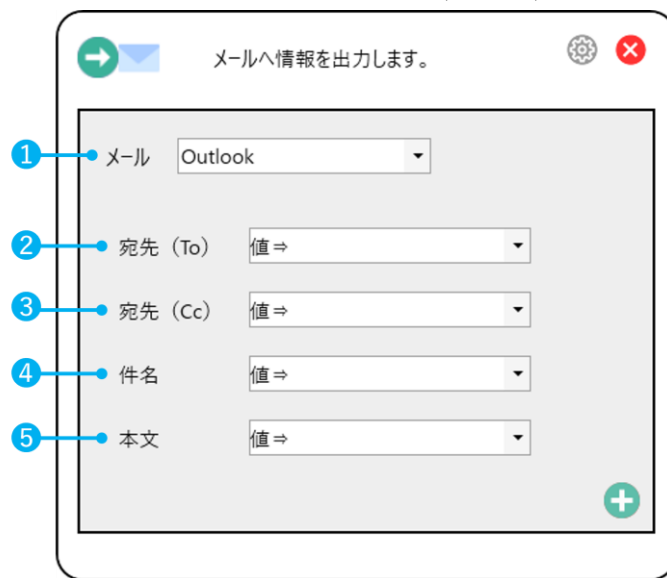 メールへ情報を出力します。
1 メール Outlook
2 宛先（To） 値⇒
3 宛先（Cc） 値⇒
4 件名 値⇒
5 本文 値⇒